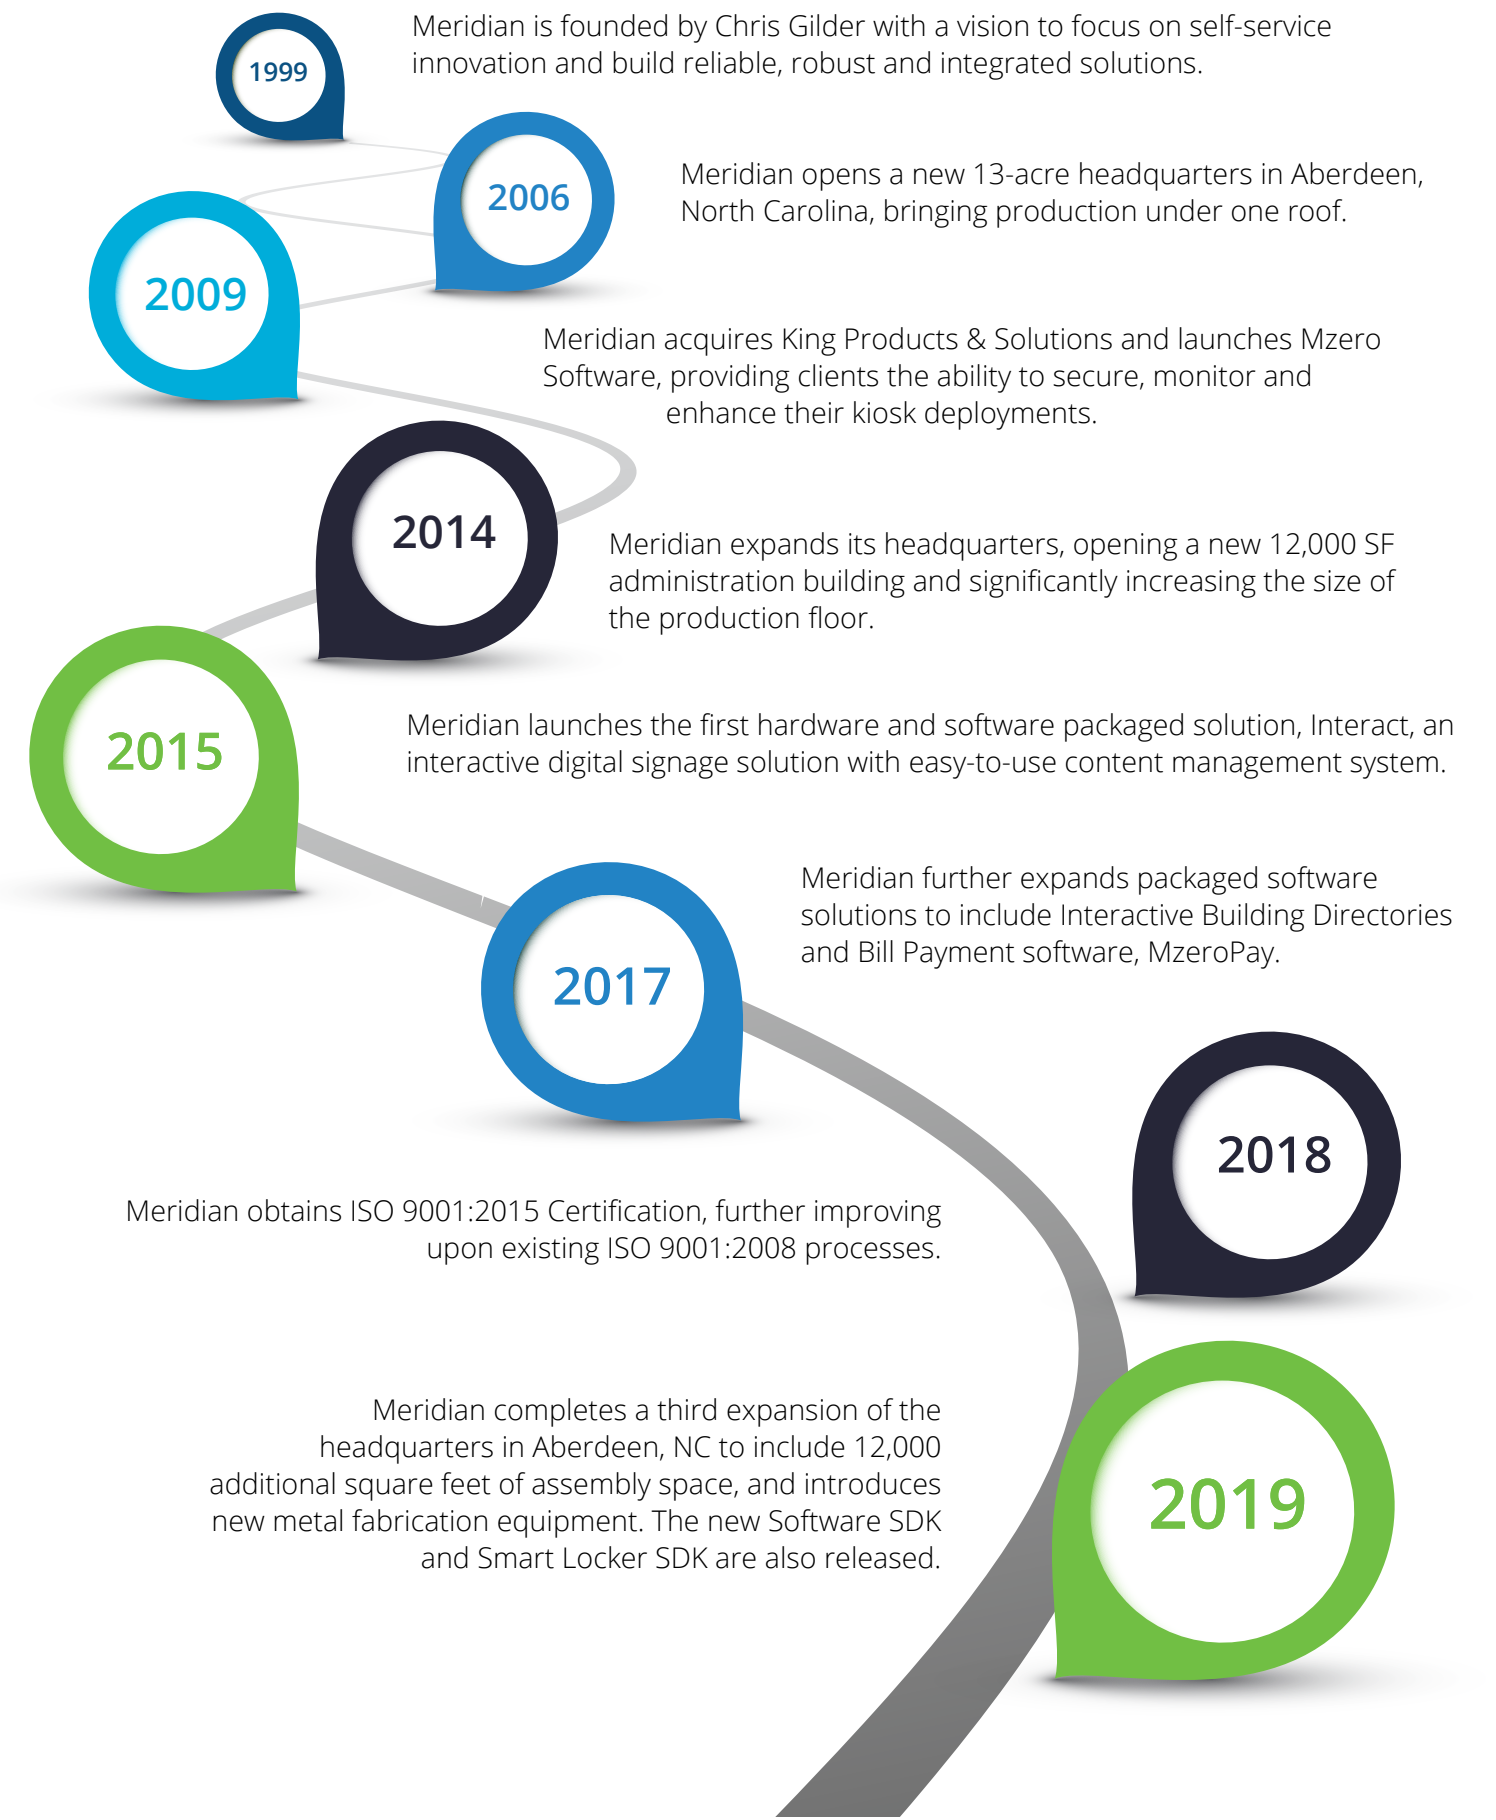 1999
Meridian is founded by Chris Gilder with a vision to focus on self-service
innovation and build reliable, robust and integrated solutions.
2006
Meridian opens a new 13-acre headquarters in Aberdeen,
North Carolina, bringing production under one roof.
2009
Meridian acquires King Products & Solutions and launches Mzero
Software, providing clients the ability to secure, monitor and
enhance their kiosk deployments.
2014
Meridian expands its headquarters, opening a new 12,000 SF
administration building and significantly increasing the size of
the production floor.
2015
Meridian launches the first hardware and software packaged solution, Interact, an
interactive digital signage solution with easy-to-use content management system.
2017
Meridian further expands packaged software
solutions to include Interactive Building Directories
and Bill Payment software, MzeroPay.
2018
Meridian obtains ISO 9001:2015 Certification, further improving
upon existing ISO 9001:2008 processes.
2019
Meridian completes a third expansion of the
headquarters in Aberdeen, NC to include 12,000
additional square feet of assembly space, and introduces
new metal fabrication equipment. The new Software SDK
and Smart Locker SDK are also released.